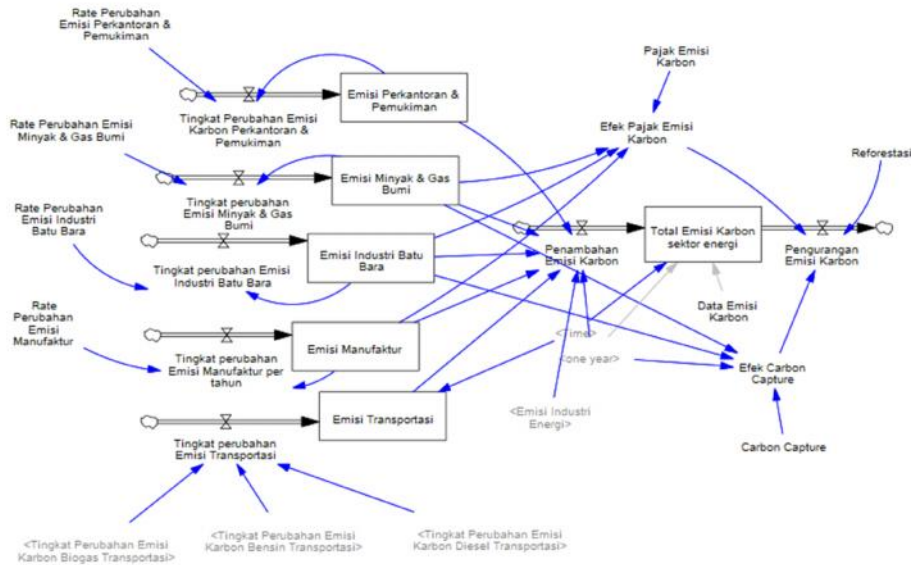 Rate Perubahan
Emisi Perkantoran &
Pemukiman
Pajak Emisi
Karbon
Emisi Perkantoran &
Pemukiman
Tingkat Perubahan Emisi
Karbon Perkantoran &
Pemukiman
Efek Pajak Emisi
Karbon
Rate Perubahan Emisi
Minyak & Gas Bumi
Reforestasi
Emisi Minyak & Gas
Bumi
Tingkat perubahan
Emisi Minyak & Gas
Bumi
Rate Perubahan
Emisi Industri
Batu Bara
Total Emisi Karbon
sektor energi
Emisi Industri Batu
Bara
Penambahan
Emisi Karbon
Pengurangan
Emisi Karbon
Tingkat perubahan Emisi
Industri Batu Bara
Rate
Perubahan
Emisi
Manufaktur
Data Emisi
Karbon
<Time>
Emisi Manufaktur
<one year>
Tingkat perubahan
Emisi Manufaktur per
tahun
Efek Carbon
Capture
Emisi Transportasi
<Emisi Industri
Energi>
Tingkat perubahan
Emisi Transportasi
Carbon Capture
<Tingkat Perubahan Emisi
Karbon Biogas Transportasi>
<Tingkat Perubahan Emisi
Karbon Bensin Transportasi>
<Tingkat Perubahan Emisi
Karbon Diesel Transportasi>